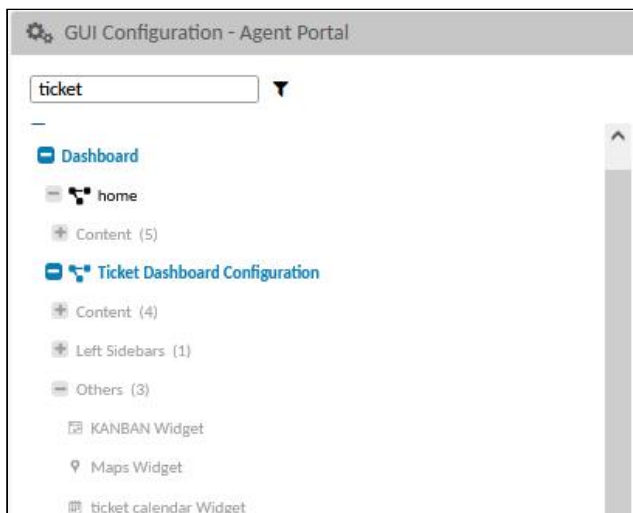 GUI Configuration - Agent Portal
ticket
Dashboard
home
Content (5)
Ticket Dashboard Configuration
Content (4)
Left Sidebars (1)
Others (3)
KANBAN Widget
Maps Widget
ticket calendar Widget